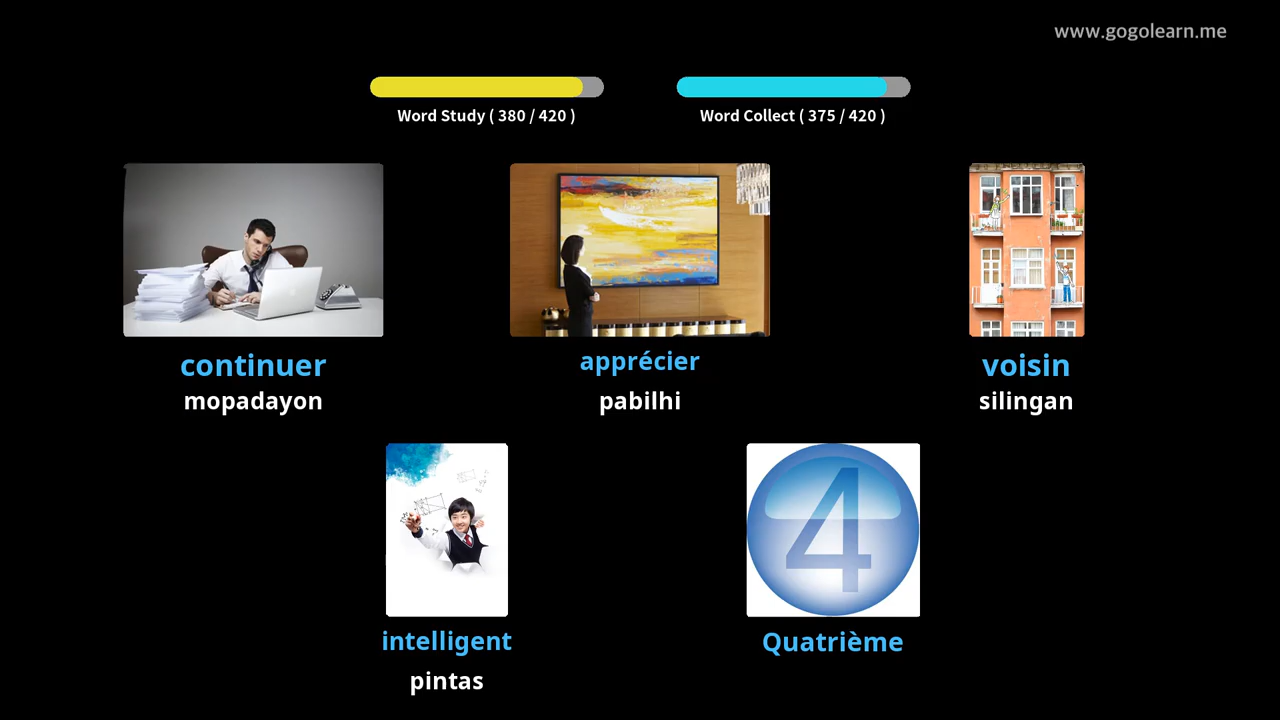 www.gogolearn.me
Word Study ( 380 / 420 )
Word Collect ( 375 / 420 )
continuer
mopadayon
apprécier
pabilhi
voisin
silingan
4
intelligent
pintas
Quatrième